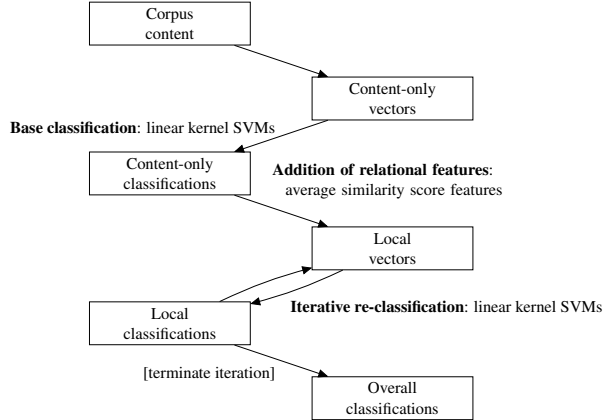 Corpus
content
Content-only
vectors
Base classification: linear kernel SVMs
Content-only
classifications
Addition of relational features:
average similarity score features
Local
vectors
Iterative re-classification: linear kernel SVMs
Local
classifications
[terminate iteration]
Overall
classifications